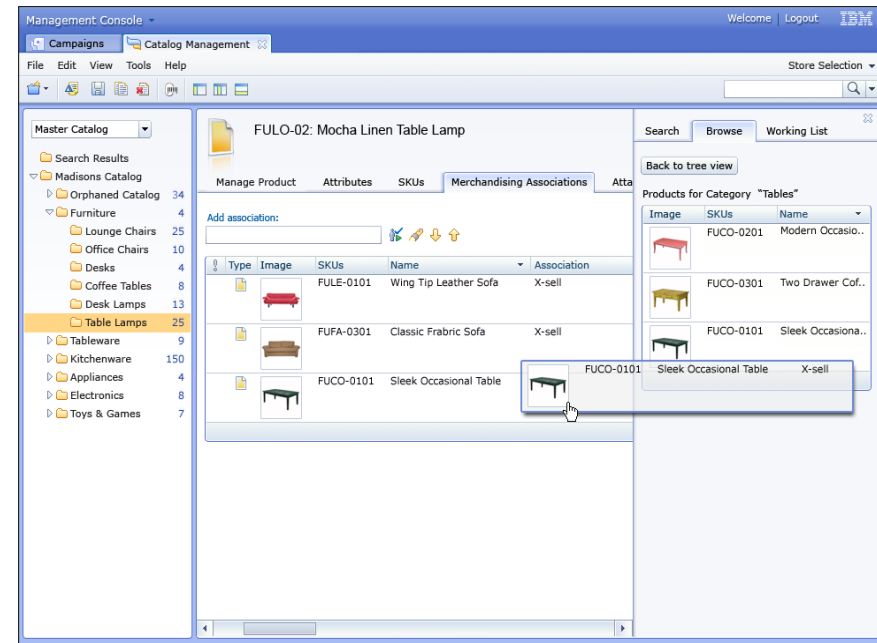 Management Console
Welcome Logout IBM
Campaigns Catalog Management
File Edit View Tools Help Store Selection
Master Catalog
Search Results
Madisons Catalog
Orphaned Catalog 34
Furniture 4
Lounge Chairs 25
Office Chairs 10
Desks 4
Coffee Tables 8
Desk Lamps 13
Table Lamps 25
Tableware 9
Kitchenware 150
Appliances 4
Electronics 8
Toys & Games 7
FULO-02: Mocha Linen Table Lamp
Manage Product Attributes SKUs Merchandising Associations Atta
Add association:
Type Image SKUs Name Association
FULE-0101 Wing Tip Leather Sofa X-sell
FUFA-0301 Classic Frabric Sofa X-sell
FUCO-0101 Sleek Occasional Table
FUCO-0101 Sleek Occasional Table X-sell
Search Browse Working List
Back to tree view
Products for Category "Tables"
Image SKUs Name
FUCO-0201 Modern Occasio..
FUCO-0301 Two Drawer Cof..
FUCO-0101 Sleek Occasiona..